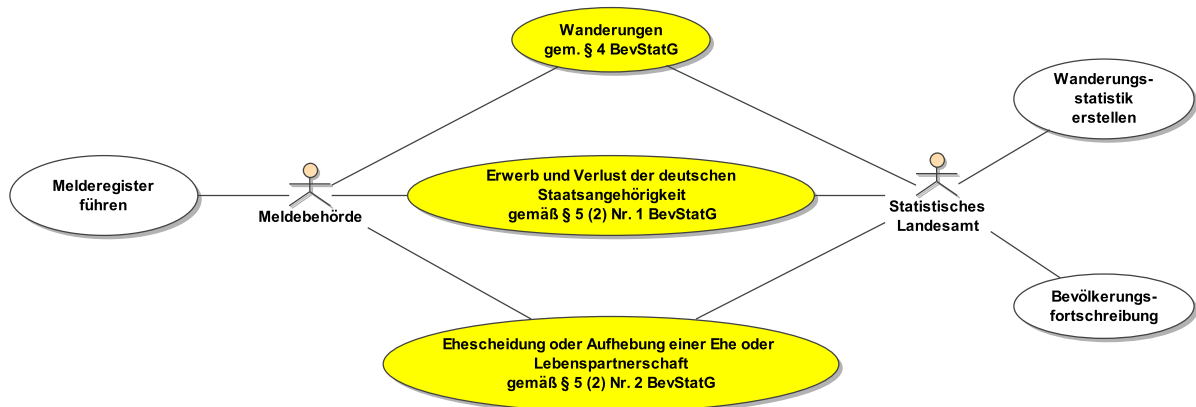 Wanderungen
gem. § 4 BevStatG
Wanderungs-
statistik
erstellen
Melderegister
führen
Meldebehörde
Erwerb und Verlust der deutschen
Staatsangehörigkeit
gemäß § 5 (2) Nr. 1 BevStatG
Statistisches
Landesamt
Bevölkerungs-
fortschreibung
Ehescheidung oder Aufhebung einer Ehe oder
Lebenspartnerschaft
gemäß § 5 (2) Nr. 2 BevStatG